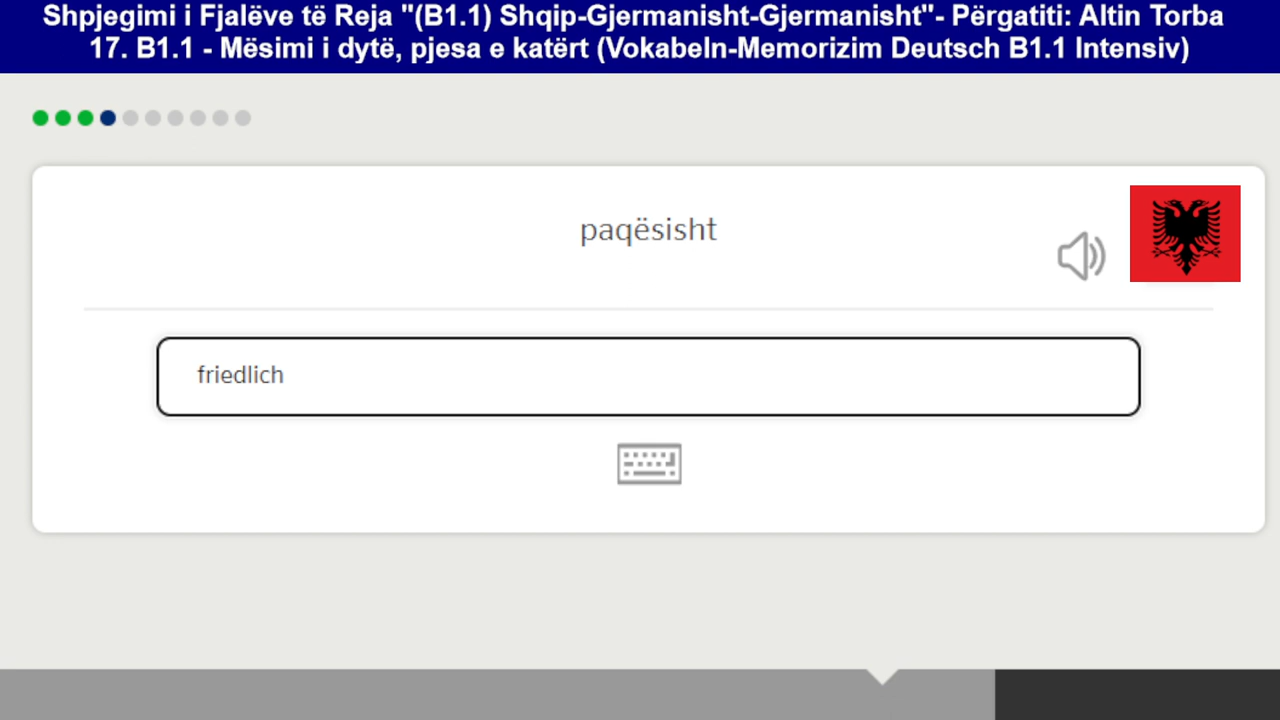 Shpjegimi i Fjalëve të Reja "(B1.1) Shqip-Gjermanisht-Gjermanisht"- Përgatiti: Altin Torba
17. B1.1 - Mësimi i dytë, pjesa e katërt (Vokabeln-Memorizim Deutsch B1.1 Intensiv)
paqësisht
friedlich